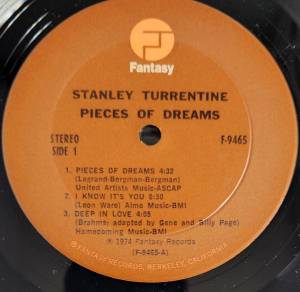 Fantasy
STANLEY TURRENTINE
PIECES OF DREAMS
STEREO
SIDE 1
F-9465
1. PIECES OF DREAMS 4:32
(Legrand-Bergman-Bergman)
United Artists Music-ASCAP
2. I KNOW IT'S YOU 5:30
(Leon Ware) Almo Music-BMI
3. DEEP IN LOVE 4:05
(Brahms; adapted by Gene and Billy Page)
Homecoming Music-BMI
℗ 1974 Fantasy Records
(F-9465-A)
FANTASY RECORDS, BERKELEY, CALIFORNIA